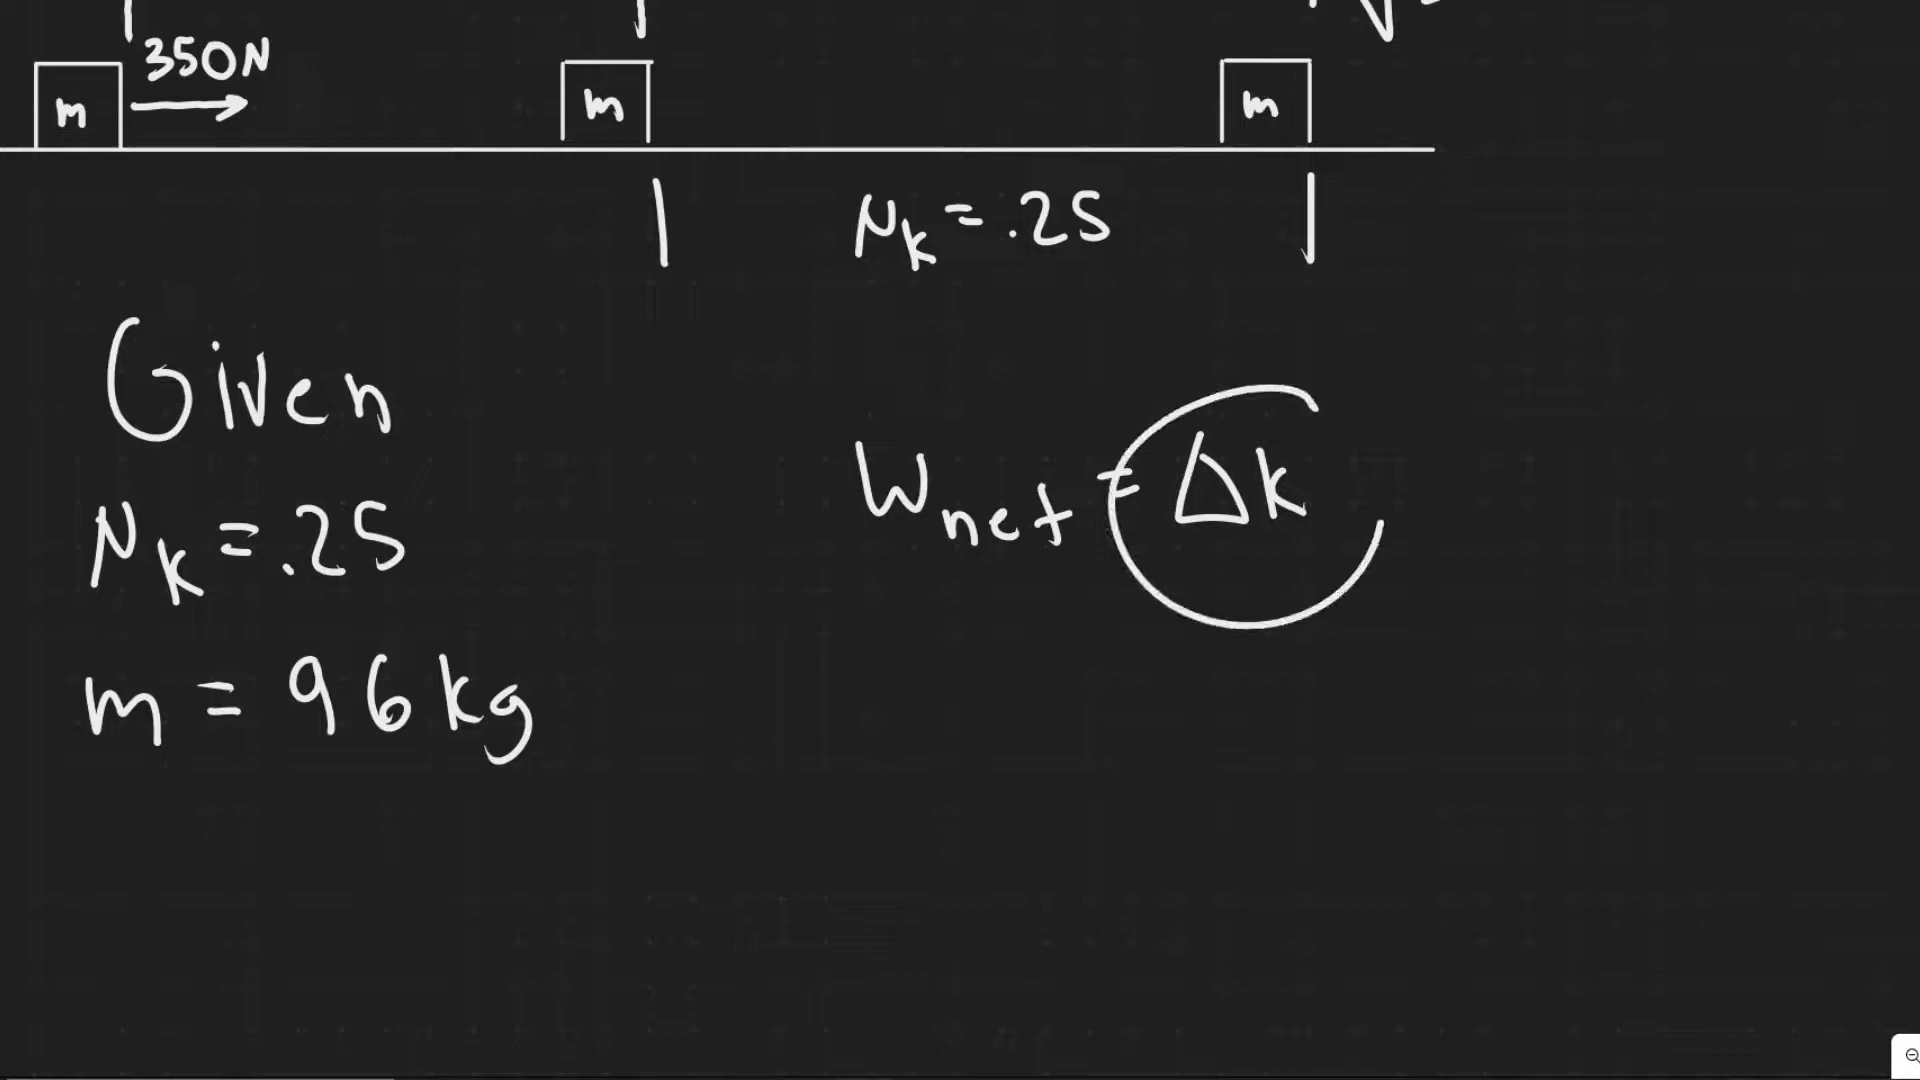 350N
m m m
μk = .25
Given
μk = .25
Wnet = Δk
m = 96kg